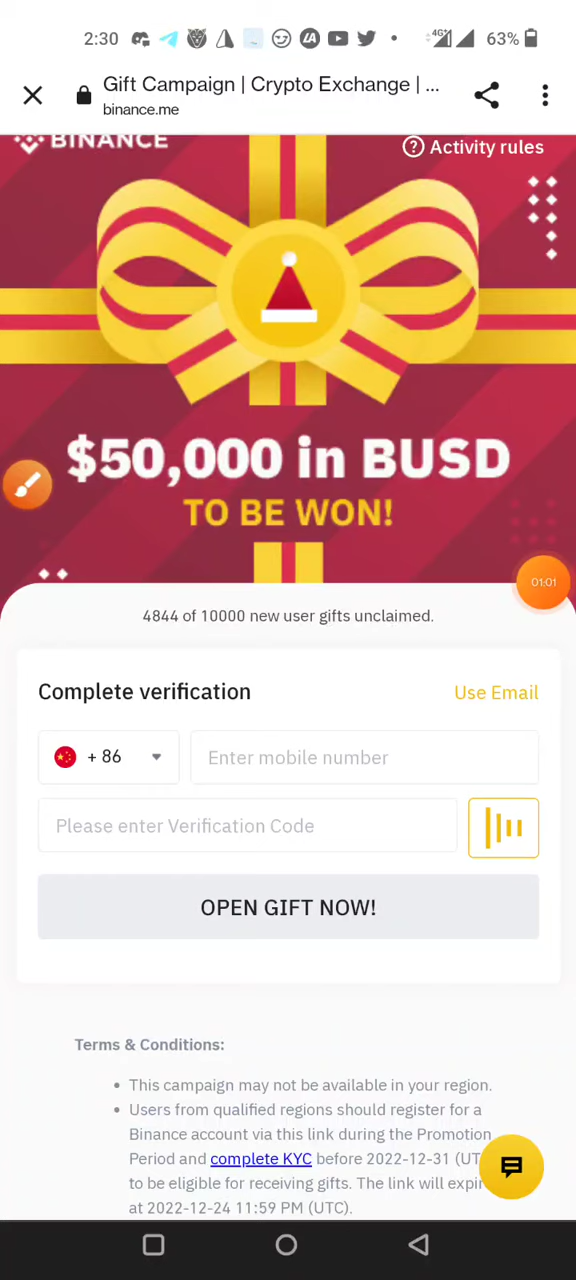 2:30
LA
4G
63%
Gift Campaign | Crypto Exchange | ...
binance.me
BINANCE
? Activity rules
$50,000 in BUSD
TO BE WON!
01:01
4844 of 10000 new user gifts unclaimed.
Complete verification
Use Email
+ 86
Enter mobile number
Please enter Verification Code
OPEN GIFT NOW!
Terms & Conditions:
• This campaign may not be available in your region.
• Users from qualified regions should register for a
Binance account via this link during the Promotion
Period and complete KYC before 2022-12-31 (UT
to be eligible for receiving gifts. The link will expir
at 2022-12-24 11:59 PM (UTC).